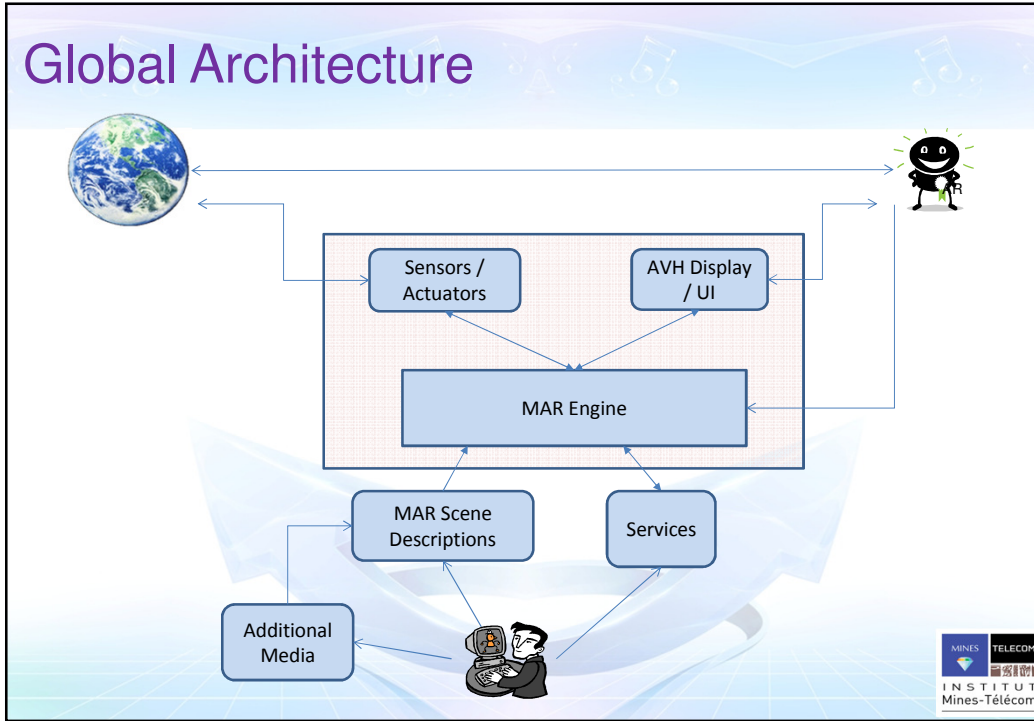 Global Architecture
AR
Sensors /
Actuators
AVH Display
/ UI
MAR Engine
MAR Scene
Descriptions
Services
Additional
Media
MINES
TELECOM
INSTITUT
Mines-Télécom